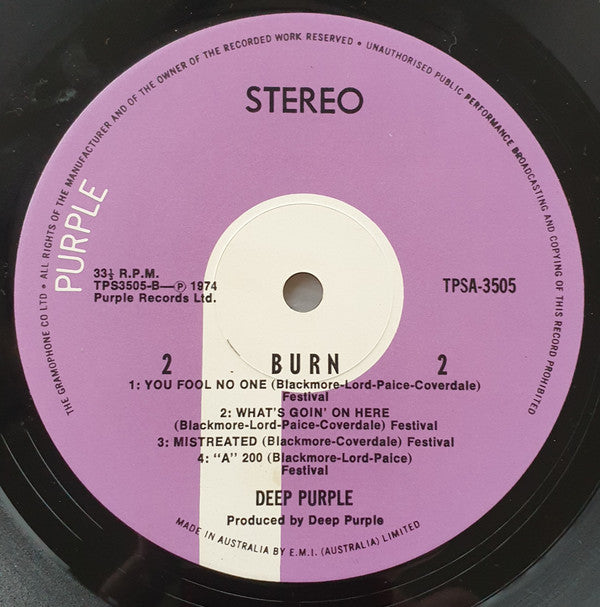 THE GRAMOPHONE CO LTD • ALL RIGHTS OF THE MANUFACTURER AND OF THE OWNER OF THE RECORDED WORK RESERVED • UNAUTHORISED PUBLIC PERFORMANCE BROADCASTING AND COPYING OF THIS RECORD PROHIBITED
STEREO
PURPLE
33⅓ R.P.M.
TPS3505-B—Ⓟ 1974
Purple Records Ltd.
TPSA-3505
2 BURN 2
1: YOU FOOL NO ONE (Blackmore-Lord-Paice-Coverdale)
Festival
2: WHAT'S GOIN' ON HERE
(Blackmore-Lord-Paice-Coverdale) Festival
3: MISTREATED (Blackmore-Coverdale) Festival
4: "A" 200 (Blackmore-Lord-Paice)
Festival
DEEP PURPLE
Produced by Deep Purple
MADE IN AUSTRALIA BY E.M.I. (AUSTRALIA) LIMITED